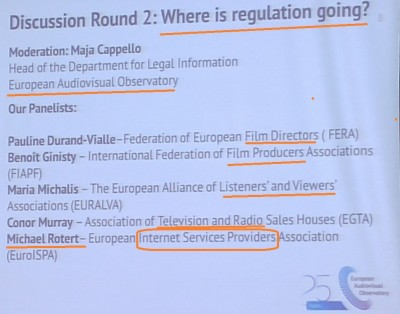 Discussion Round 2: Where is regulation going?
Moderation: Maja Cappello
Head of the Department for Legal Information
European Audiovisual Observatory
Our Panelists:
Pauline Durand-Vialle–Federation of European Film Directors ( FERA)
Benoît Ginisty – International Federation of Film Producers Associations
(FIAPF)
Maria Michalis – The European Alliance of Listeners' and Viewers'
Associations (EURALVA)
Conor Murray – Association of Television and Radio Sales Houses (EGTA)
Michael Rotert– European Internet Services Providers Association
(EuroISPA)
25
European
Audiovisual
Observatory